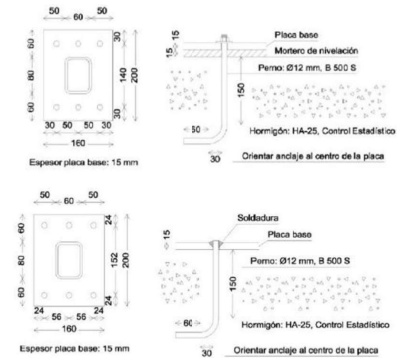 50 50
60
60
80
60
30
140
30
200
30 50 50 30
160
Espesor placa base: 15 mm
15
15
Placa base
Mortero de nivelación
Perno: Ø12 mm, B 500 S
150
50
30
Hormigón: HA-25, Control Estadístico
Orientar anclaje al centro de la placa
50 50
60
60
80
60
24
152
24
200
24 56 56 24
160
Espesor placa base: 15 mm
Soldadura
15
Placa base
Perno: Ø12 mm, B 500 S
150
60
30
Hormigón: HA-25, Control Estadístico
Orientar anclaje al centro de la placa